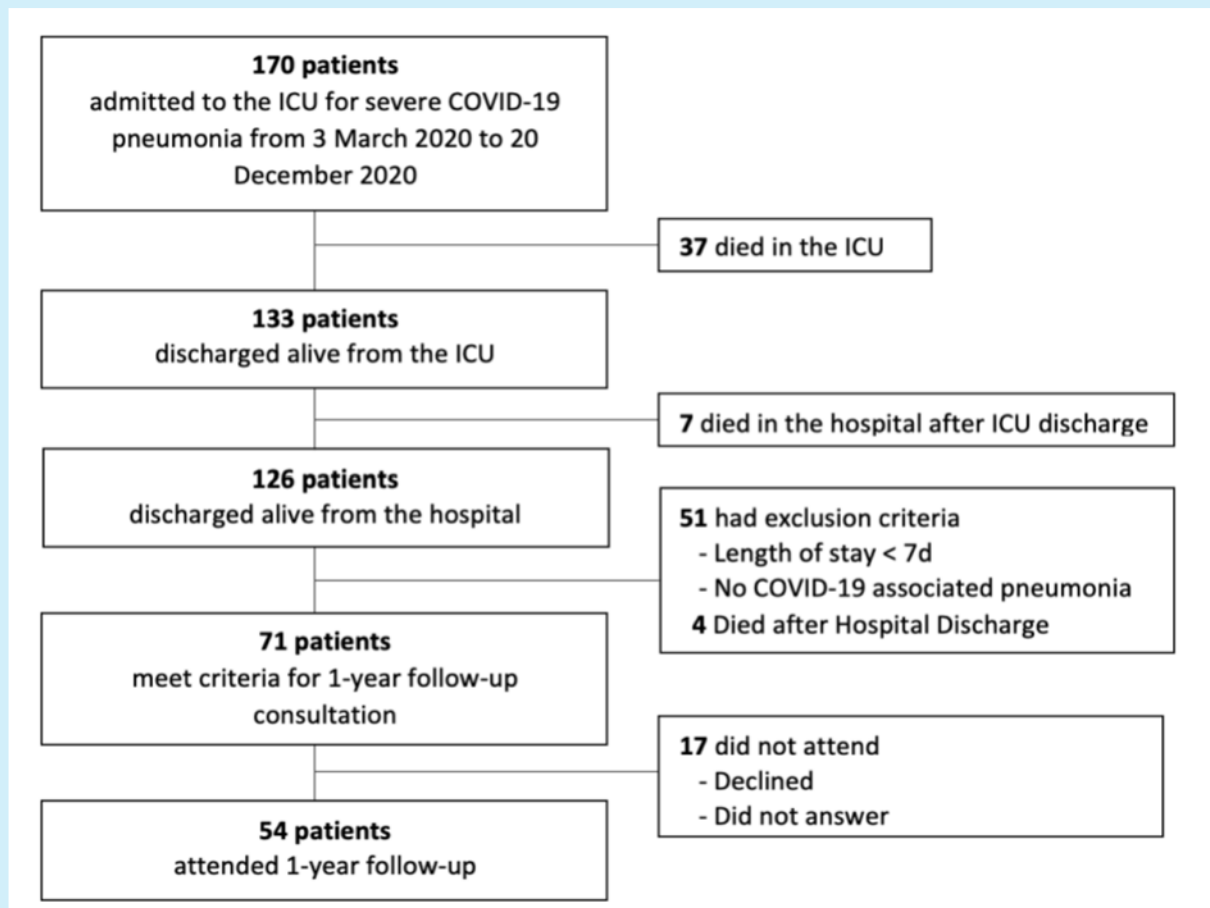 170 patients
admitted to the ICU for severe COVID-19
pneumonia from 3 March 2020 to 20
December 2020
37 died in the ICU
133 patients
discharged alive from the ICU
7 died in the hospital after ICU discharge
126 patients
discharged alive from the hospital
51 had exclusion criteria
- Length of stay < 7d
- No COVID-19 associated pneumonia
4 Died after Hospital Discharge
71 patients
meet criteria for 1-year follow-up
consultation
17 did not attend
- Declined
- Did not answer
54 patients
attended 1-year follow-up